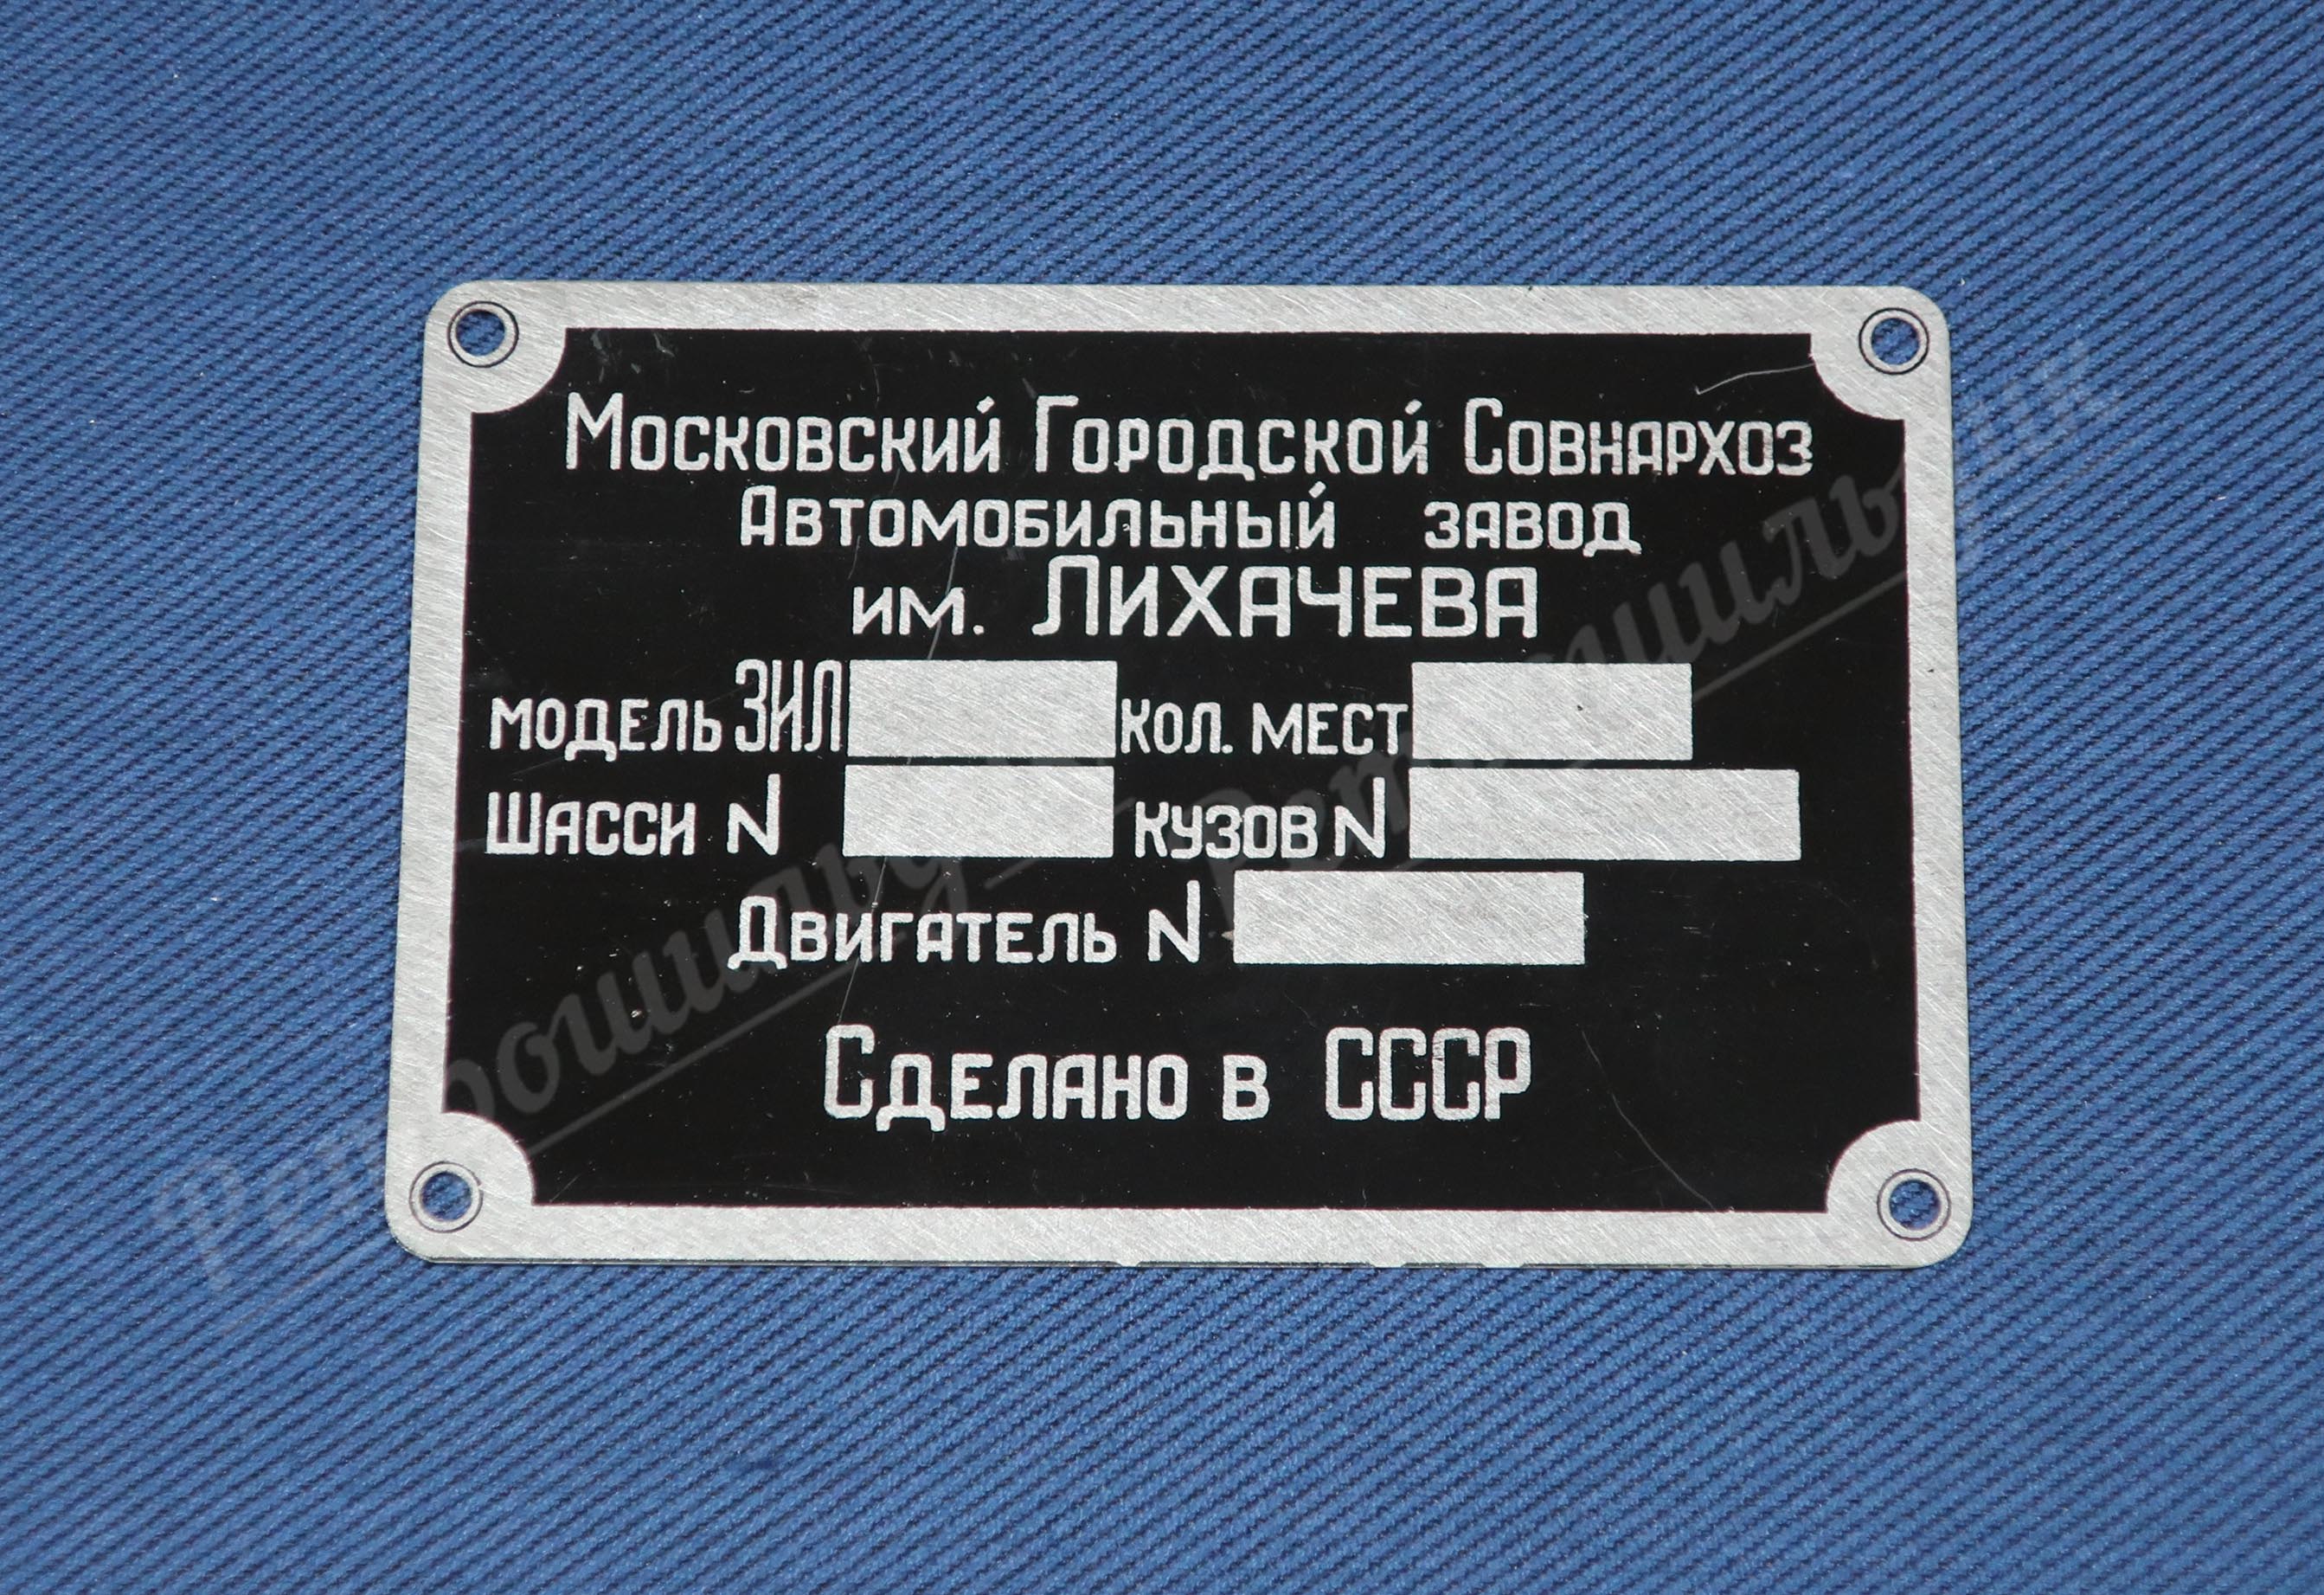 Московский Городской Совнархоз
Автомобильный завод
им. ЛИХАЧЕВА
модель ЗИЛ кол. мест
Шасси N кузов N
Двигатель N
Сделано в СССР